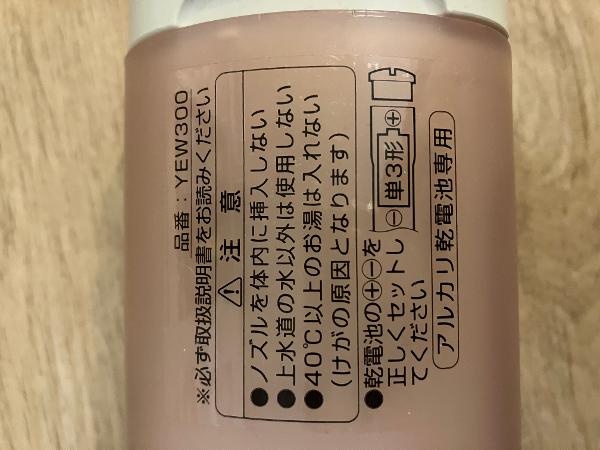 品番：YEW300
※必ず取扱説明書をお読みください
注 意
●ノズルを体内に挿入しない
●上水道の水以外は使用しない
●40℃以上のお湯は入れない
(けがの原因となります)
●乾電池の⊕⊖を
正しくセットし
てください
⊖ 単3形 ⊕
アルカリ乾電池専用